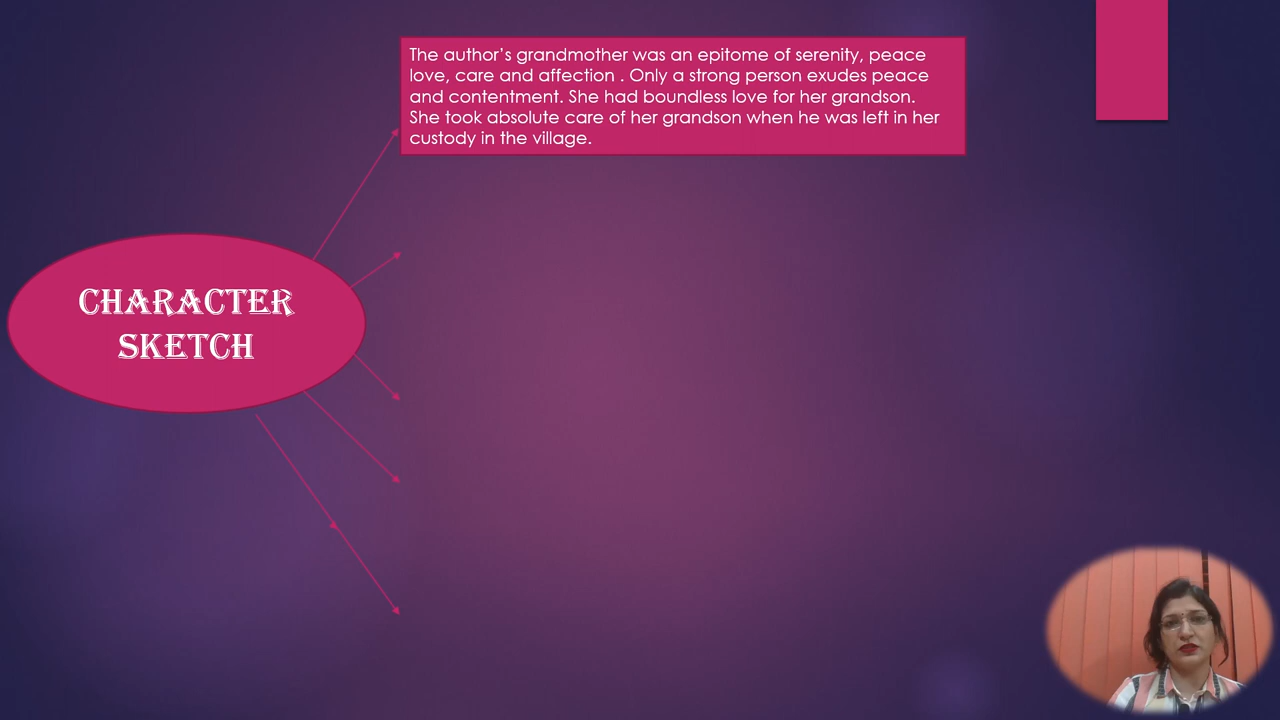 The author's grandmother was an epitome of serenity, peace
love, care and affection . Only a strong person exudes peace
and contentment. She had boundless love for her grandson.
She took absolute care of her grandson when he was left in her
custody in the village.
CHARACTER
SKETCH